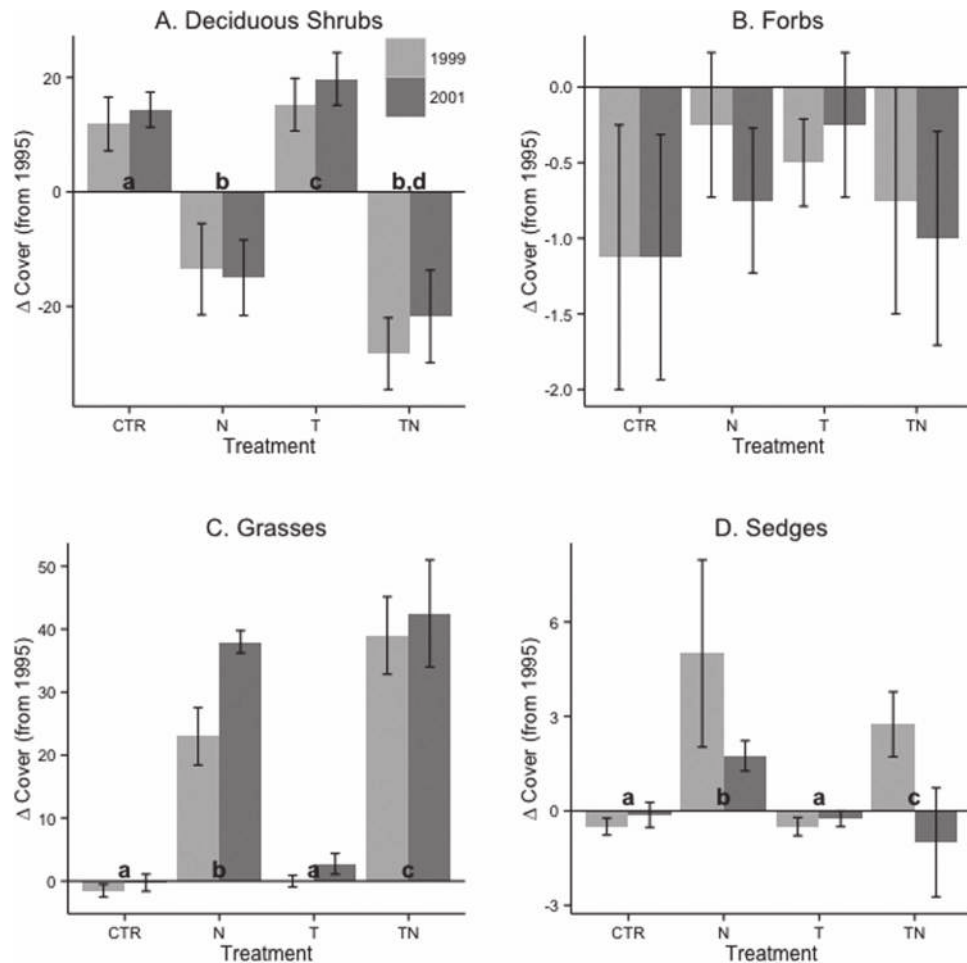 A. Deciduous Shrubs
1999
2001
20
0
-20
a
b
c
b,d
Δ Cover (from 1995)
CTR
N
T
TN
Treatment
B. Forbs
0.0
-0.5
-1.0
-1.5
-2.0
Δ Cover (from 1995)
CTR
N
T
TN
Treatment
C. Grasses
50
40
30
20
10
0
a
b
a
c
Δ Cover (from 1995)
CTR
N
T
TN
Treatment
D. Sedges
6
3
0
-3
a
b
a
c
Δ Cover (from 1995)
CTR
N
T
TN
Treatment